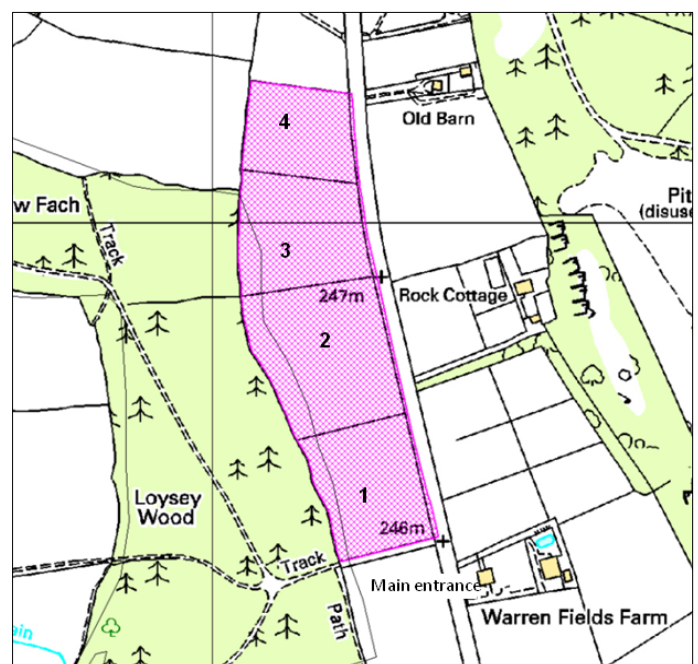 4
Old Barn
w Fach
Track
Pit
(disuse
3
247m
Rock Cottage
2
Loysey
Wood
1
246m
Track
Main entrance
Path
Warren Fields Farm
ain